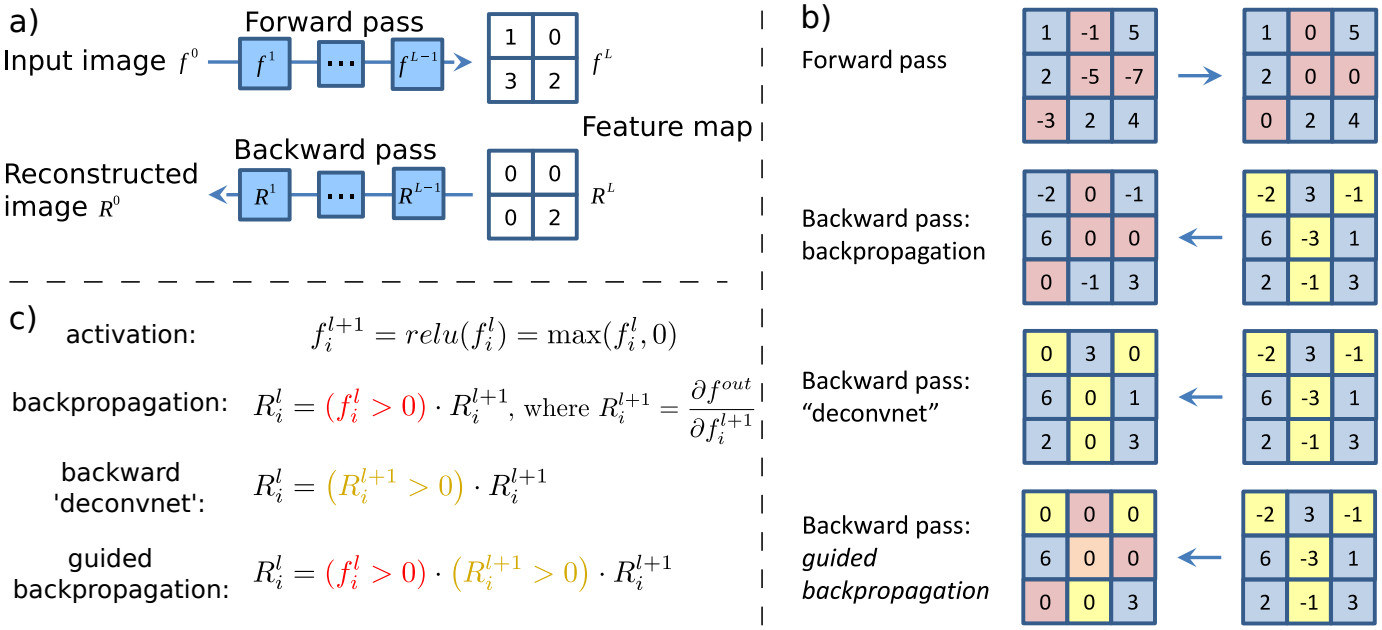 a)
Forward pass
Input image f^0
f^1 ... f^{L-1}
1 0
3 2
f^L
Feature map
Backward pass
Reconstructed
image R^0
R^1 ... R^{L-1}
0 0
0 2
R^L
b)
Forward pass
1 -1 5 1 0 5
2 -5 -7 2 0 0
-3 2 4 0 2 4
Backward pass:
backpropagation
-2 0 -1 -2 3 -1
6 0 0 6 -3 1
0 -1 3 2 -1 3
Backward pass:
“deconvnet”
0 3 0 -2 3 -1
6 0 1 6 -3 1
2 0 3 2 -1 3
Backward pass:
guided
backpropagation
0 0 0 -2 3 -1
6 0 0 6 -3 1
0 0 3 2 -1 3
c)
activation: f_i^{l+1} = relu(f_i^l) = max(f_i^l, 0)
backpropagation: R_i^l = (f_i^l > 0) · R_i^{l+1}, where R_i^{l+1} = ∂f^{out} / ∂f_i^{l+1}
backward
'deconvnet': R_i^l = (R_i^{l+1} > 0) · R_i^{l+1}
guided
backpropagation: R_i^l = (f_i^l > 0) · (R_i^{l+1} > 0) · R_i^{l+1}